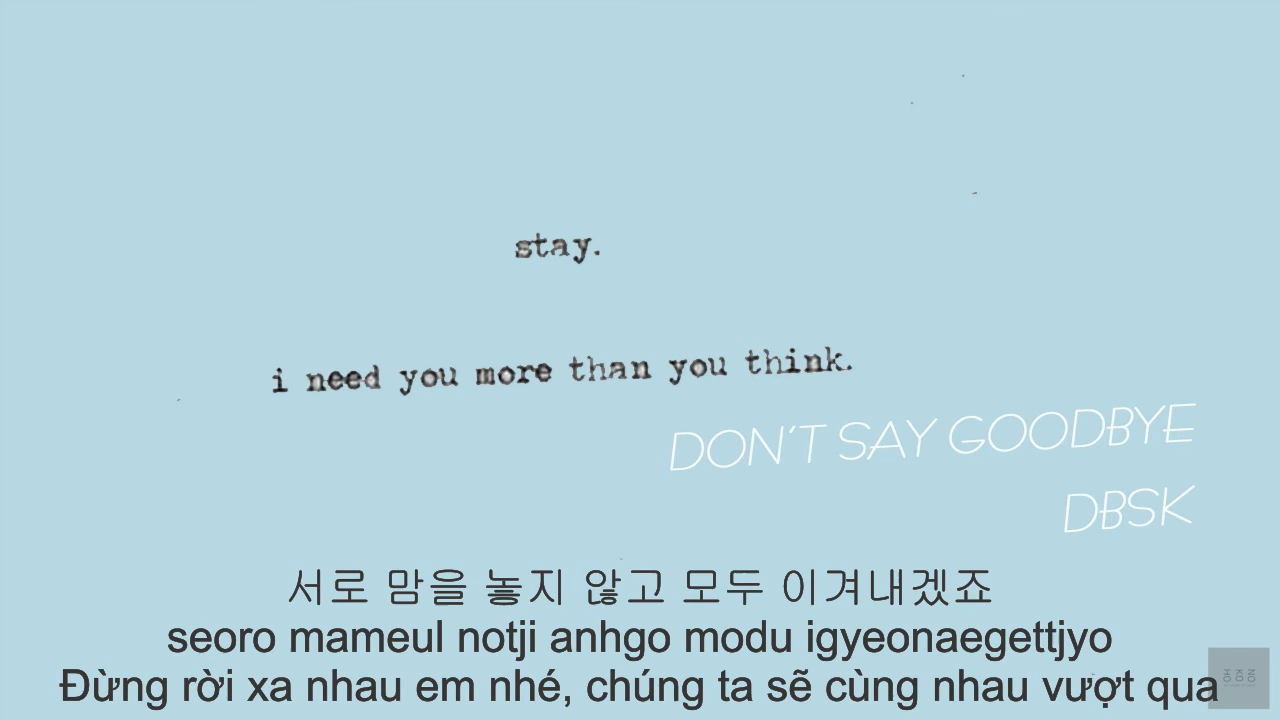 stay.
i need you more than you think.
DON'T SAY GOODBYE
DBSK
서로 맘을 놓지 않고 모두 이겨내겠죠
seoro mameul notji anhgo modu igyeonaegettjyo
Đừng rời xa nhau em nhé, chúng ta sẽ cùng nhau vượt qua